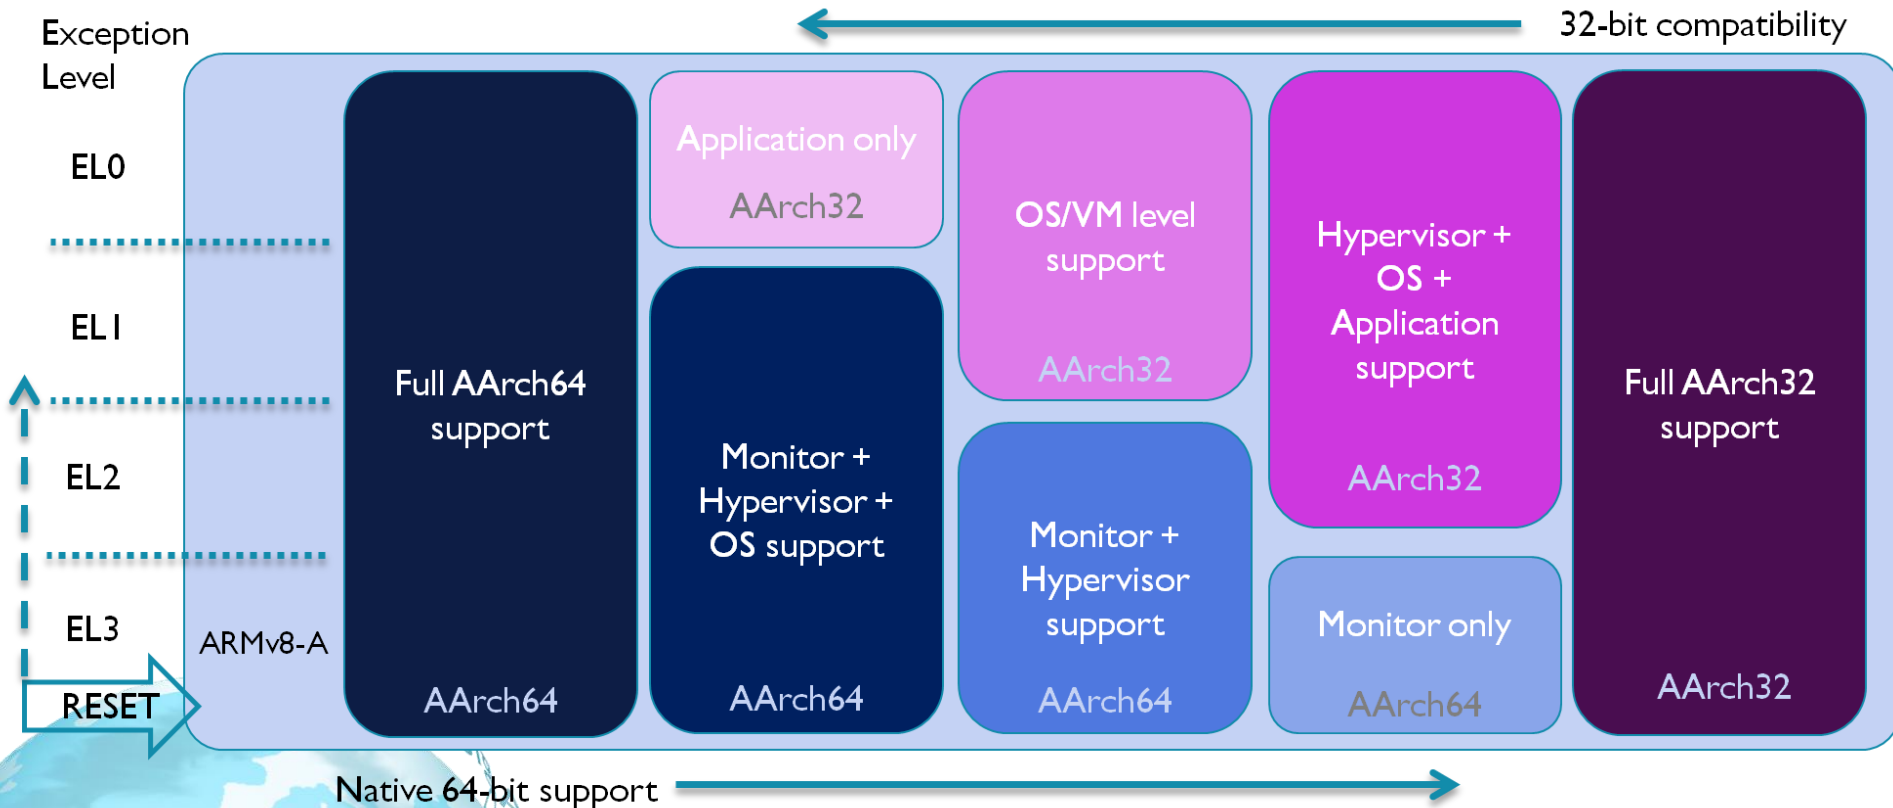 Exception
Level
32-bit compatibility
EL0
EL1
EL2
EL3
RESET
ARMv8-A
Full AArch64
support
AArch64
Application only
AArch32
Monitor +
Hypervisor +
OS support
AArch64
OS/VM level
support
AArch32
Monitor +
Hypervisor
support
AArch64
Hypervisor +
OS +
Application
support
AArch32
Monitor only
AArch64
Full AArch32
support
AArch32
Native 64-bit support